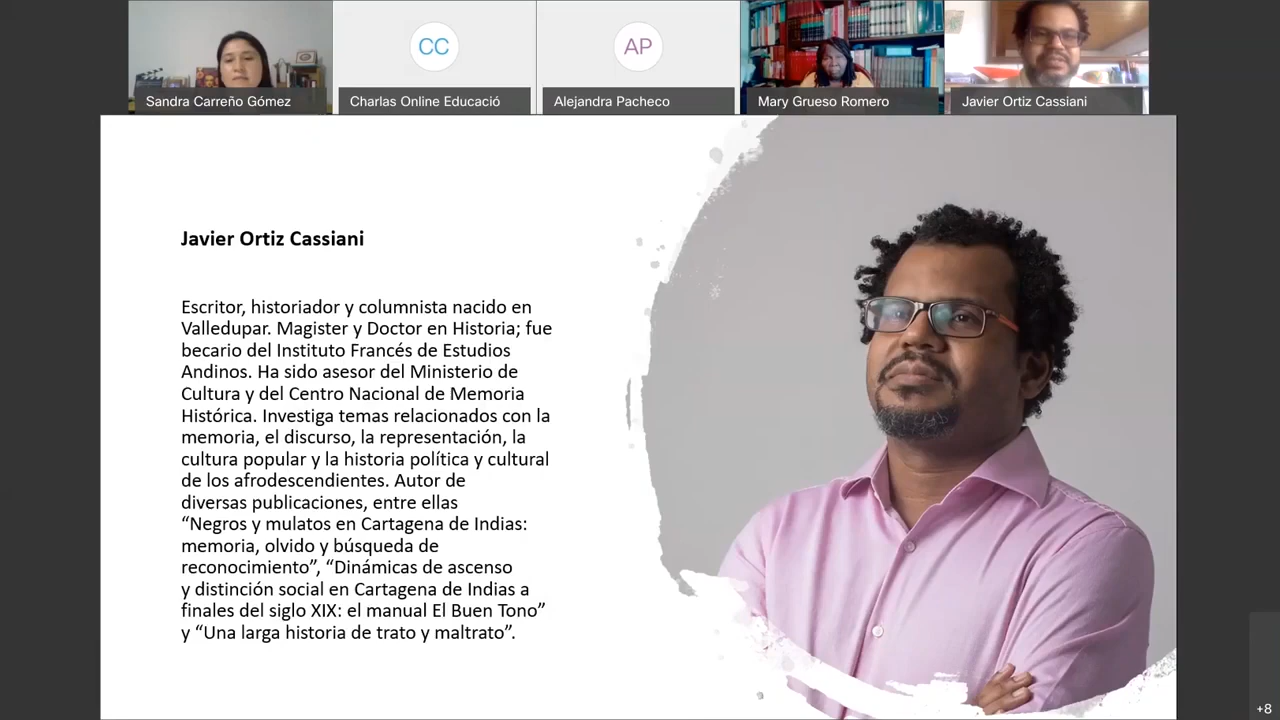 CC
AP
Sandra Carreño Gómez
Charlas Online Educació
Alejandra Pacheco
Mary Grueso Romero
Javier Ortiz Cassiani
Javier Ortiz Cassiani
Escritor, historiador y columnista nacido en
Valledupar. Magister y Doctor en Historia; fue
becario del Instituto Francés de Estudios
Andinos. Ha sido asesor del Ministerio de
Cultura y del Centro Nacional de Memoria
Histórica. Investiga temas relacionados con la
memoria, el discurso, la representación, la
cultura popular y la historia política y cultural
de los afrodescendientes. Autor de
diversas publicaciones, entre ellas
“Negros y mulatos en Cartagena de Indias:
memoria, olvido y búsqueda de
reconocimiento”, “Dinámicas de ascenso
y distinción social en Cartagena de Indias a
finales del siglo XIX: el manual El Buen Tono”
y “Una larga historia de trato y maltrato”.
+8